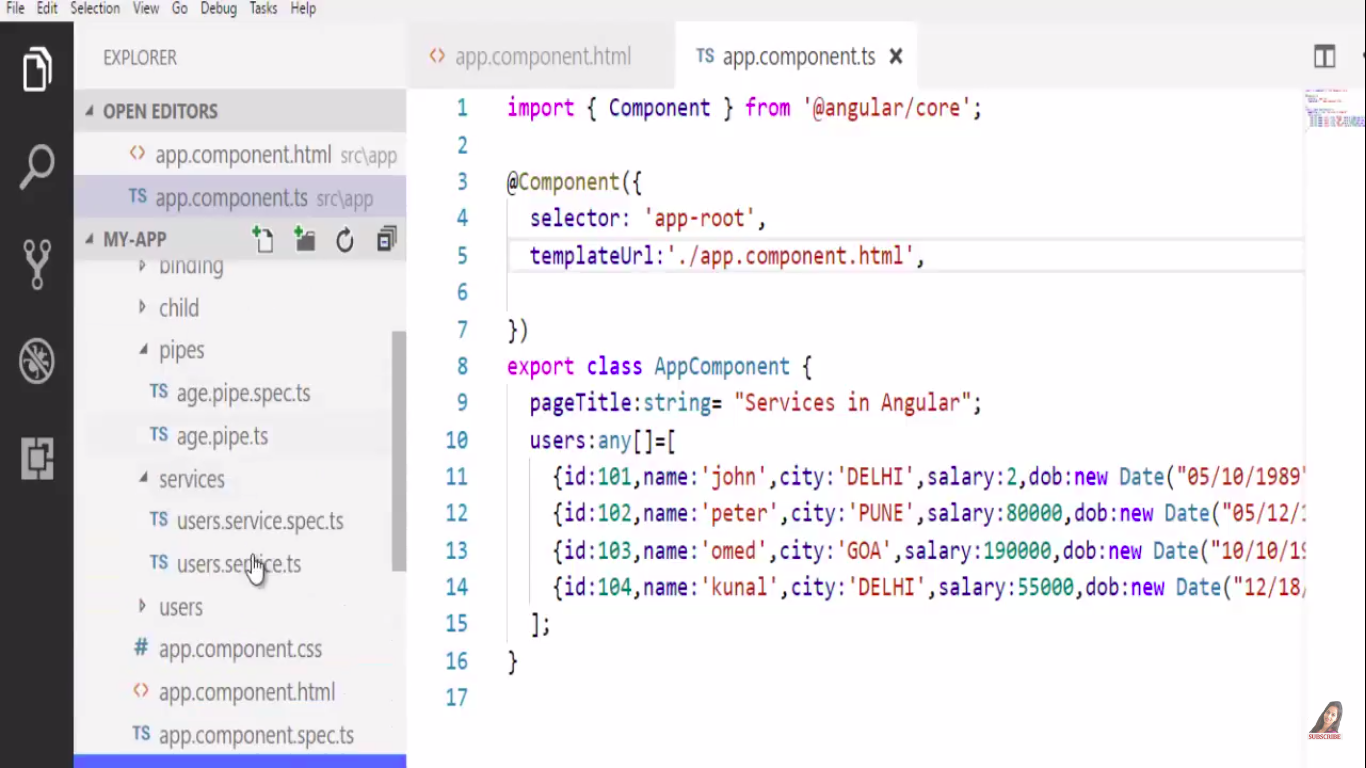 File Edit Selection View Go Debug Tasks Help
EXPLORER
OPEN EDITORS
app.component.html src\app
TS app.component.ts src\app
MY-APP
binding
child
pipes
TS age.pipe.spec.ts
TS age.pipe.ts
services
TS users.service.spec.ts
TS users.service.ts
users
# app.component.css
<> app.component.html
TS app.component.spec.ts
<> app.component.html TS app.component.ts
1 import { Component } from '@angular/core';
2
3 @Component({
4 selector: 'app-root',
5 templateUrl:'./app.component.html',
6
7 })
8 export class AppComponent {
9 pageTitle:string= "Services in Angular";
10 users:any[]=[
11 {id:101,name:'john',city:'DELHI',salary:2,dob:new Date("05/10/1989"
12 {id:102,name:'peter',city:'PUNE',salary:80000,dob:new Date("05/12/1
13 {id:103,name:'omed',city:'GOA',salary:190000,dob:new Date("10/10/19
14 {id:104,name:'kunal',city:'DELHI',salary:55000,dob:new Date("12/18/
15 ];
16 }
17
SUBSCRIBE